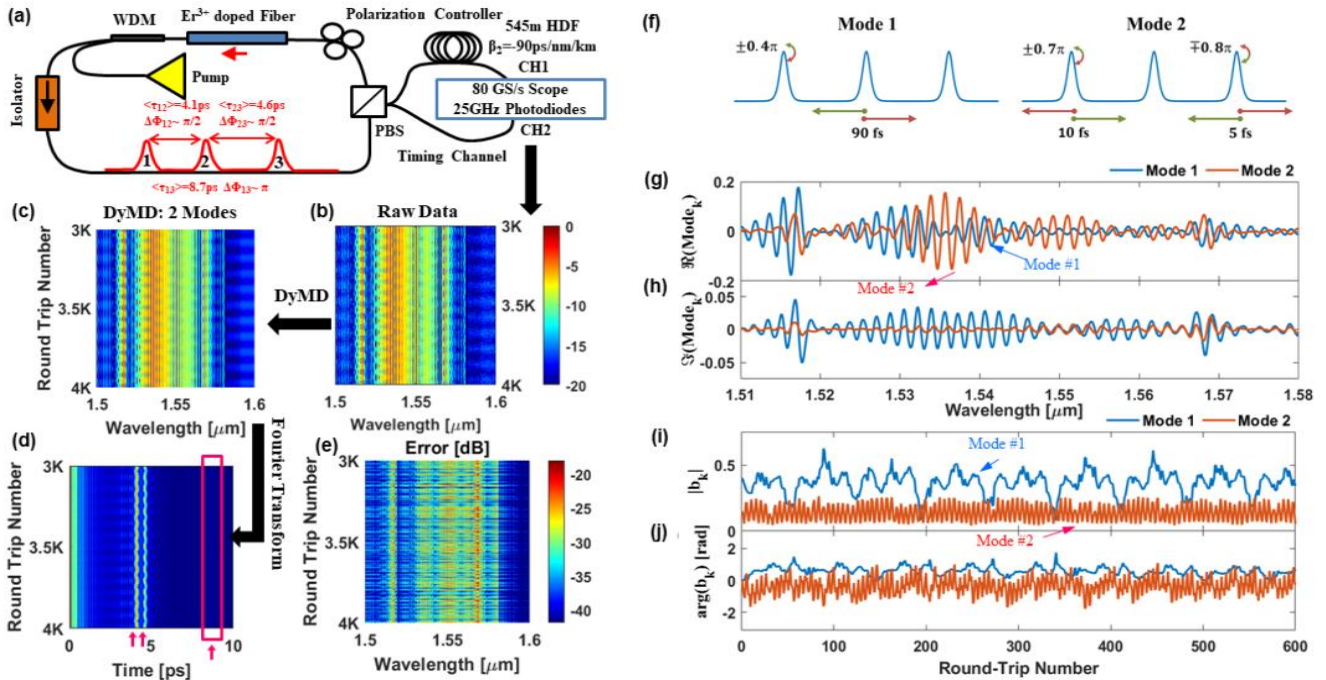 (a)
WDM
Er3+ doped Fiber
Polarization Controller
545m HDF
β2=-90ps/nm/km
CH1
80 GS/s Scope
25GHz Photodiodes
CH2
Isolator
Pump
PBS
Timing Channel
<τ12>=4.1ps
ΔΦ12~ π/2
<τ23>=4.6ps
ΔΦ23~ π/2
1
2
3
<τ13>=8.7ps ΔΦ13~ π
(c)
DyMD: 2 Modes
Round Trip Number
3K
3.5K
4K
1.5
1.55
1.6
Wavelength [μm]
DyMD
(b)
Raw Data
3K
3.5K
4K
1.5
1.55
1.6
Wavelength [μm]
0
-5
-10
-15
-20
Fourier Transform
(d)
Round Trip Number
3K
3.5K
4K
0
5
10
Time [ps]
(e)
Error [dB]
Round Trip Number
3K
3.5K
4K
1.5
1.55
1.6
Wavelength [μm]
-20
-25
-30
-35
-40
(f)
Mode 1
±0.4π
90 fs
Mode 2
±0.7π
∓0.8π
10 fs
5 fs
(g)
Mode 1
Mode 2
ℜ(Modek)
0.2
0
-0.2
Mode #1
Mode #2
(h)
ℑ(Modek)
0.05
0
-0.05
1.51
1.52
1.53
1.54
1.55
1.56
1.57
1.58
Wavelength [μm]
Mode 1
Mode 2
(i)
|bk|
0.5
0
Mode #1
Mode #2
(j)
arg(bk) [rad]
2
0
-2
0
100
200
300
400
500
600
Round-Trip Number